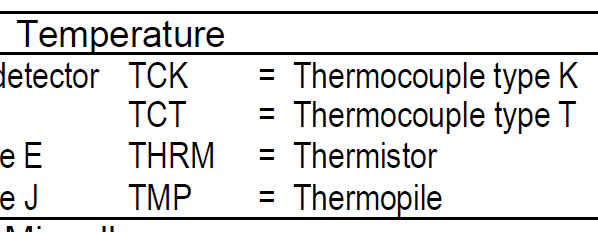 Temperature
detector TCK = Thermocouple type K
TCT = Thermocouple type T
e E THRM = Thermistor
e J TMP = Thermopile